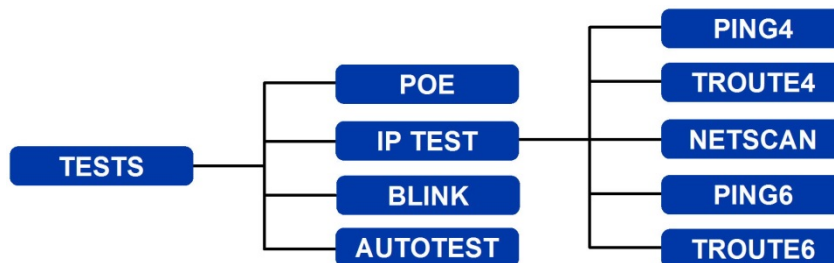 TESTS
POE
IP TEST
BLINK
AUTOTEST
PING4
TROUTE4
NETSCAN
PING6
TROUTE6